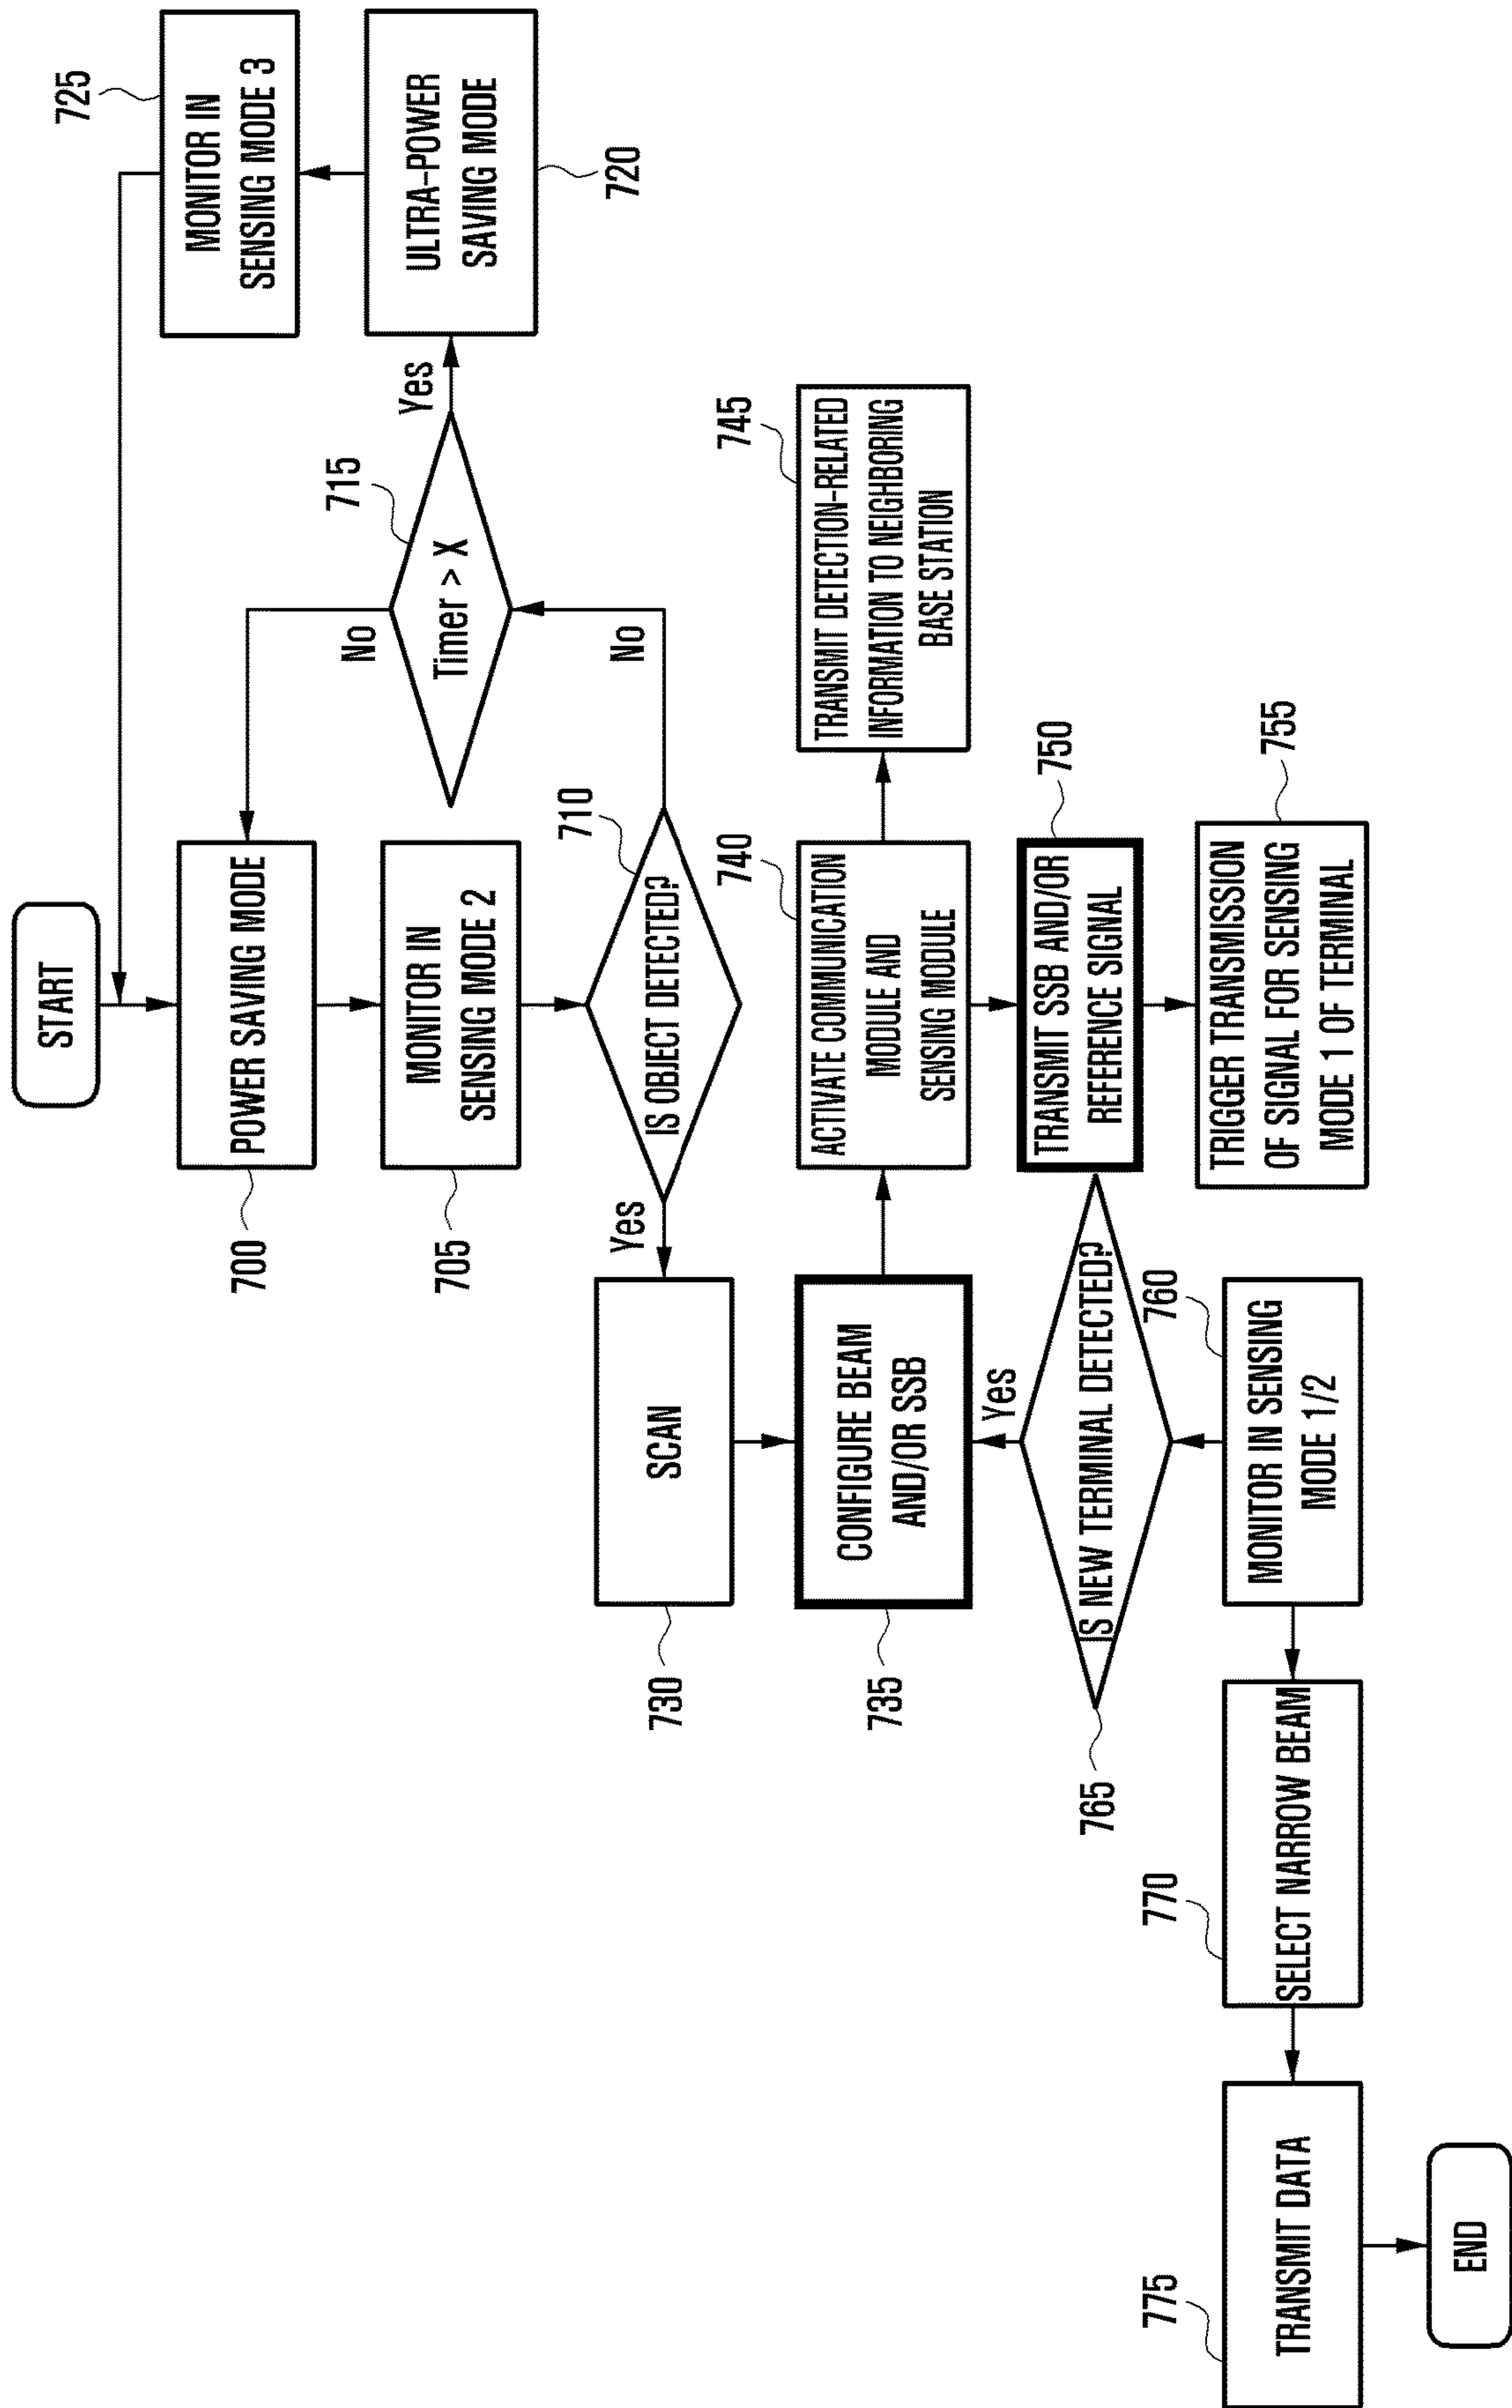 START
700
POWER SAVING MODE
705
MONITOR IN
SENSING MODE 2
710
IS OBJECT DETECTED?
Yes
No
715
Timer > X
No
Yes
720
ULTRA-POWER
SAVING MODE
725
MONITOR IN
SENSING MODE 3
730
SCAN
735
CONFIGURE BEAM
AND/OR SSB
740
ACTIVATE COMMUNICATION
MODULE AND
SENSING MODULE
745
TRANSMIT DETECTION-RELATED
INFORMATION TO NEIGHBORING
BASE STATION
750
TRANSMIT SSB AND/OR
REFERENCE SIGNAL
755
TRIGGER TRANSMISSION
OF SIGNAL FOR SENSING
MODE 1 OF TERMINAL
760
MONITOR IN SENSING
MODE 1/2
765
IS NEW TERMINAL DETECTED?
Yes
770
SELECT NARROW BEAM
775
TRANSMIT DATA
END